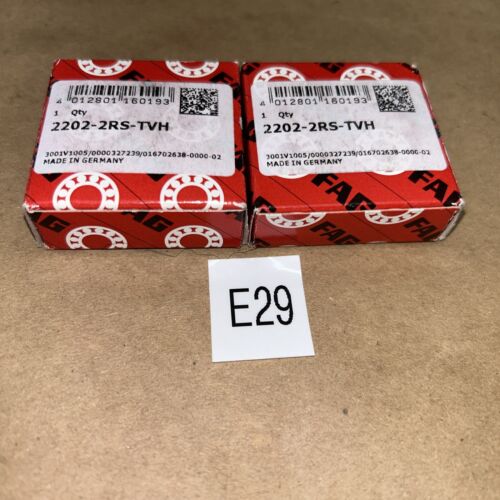 4 012801 160193
1 Qty
2202-2RS-TVH
3001V1005/0000327239/016702638-0000-02
MADE IN GERMANY
FAG
4 012801 160193
1 Qty
2202-2RS-TVH
3001V1005/0000327239/016702638-0000-02
MADE IN GERMANY
FAG
E29